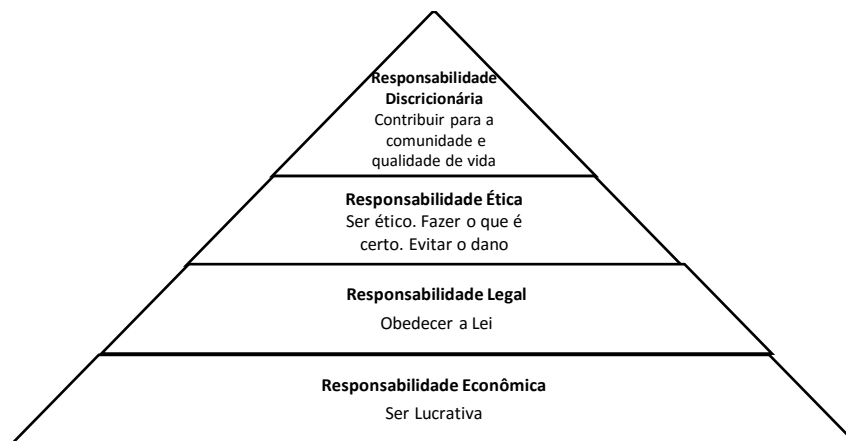 Responsabilidade
Discricionária
Contribuir para a
comunidade e
qualidade de vida
Responsabilidade Ética
Ser ético. Fazer o que é
certo. Evitar o dano
Responsabilidade Legal
Obedecer a Lei
Responsabilidade Econômica
Ser Lucrativa